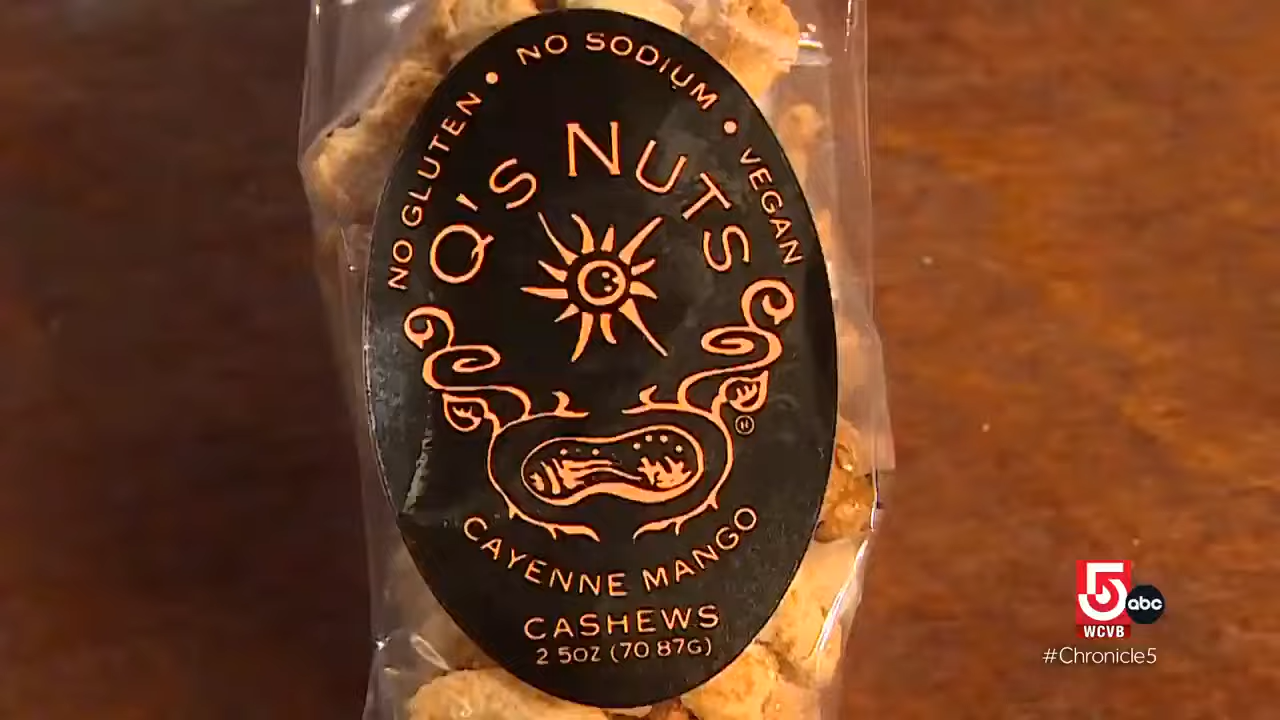 NO GLUTEN • NO SODIUM • VEGAN
Q'S NUTS
®
CAYENNE MANGO
CASHEWS
2 5OZ (70 87G)
5 abc
WCVB
#Chronicle5